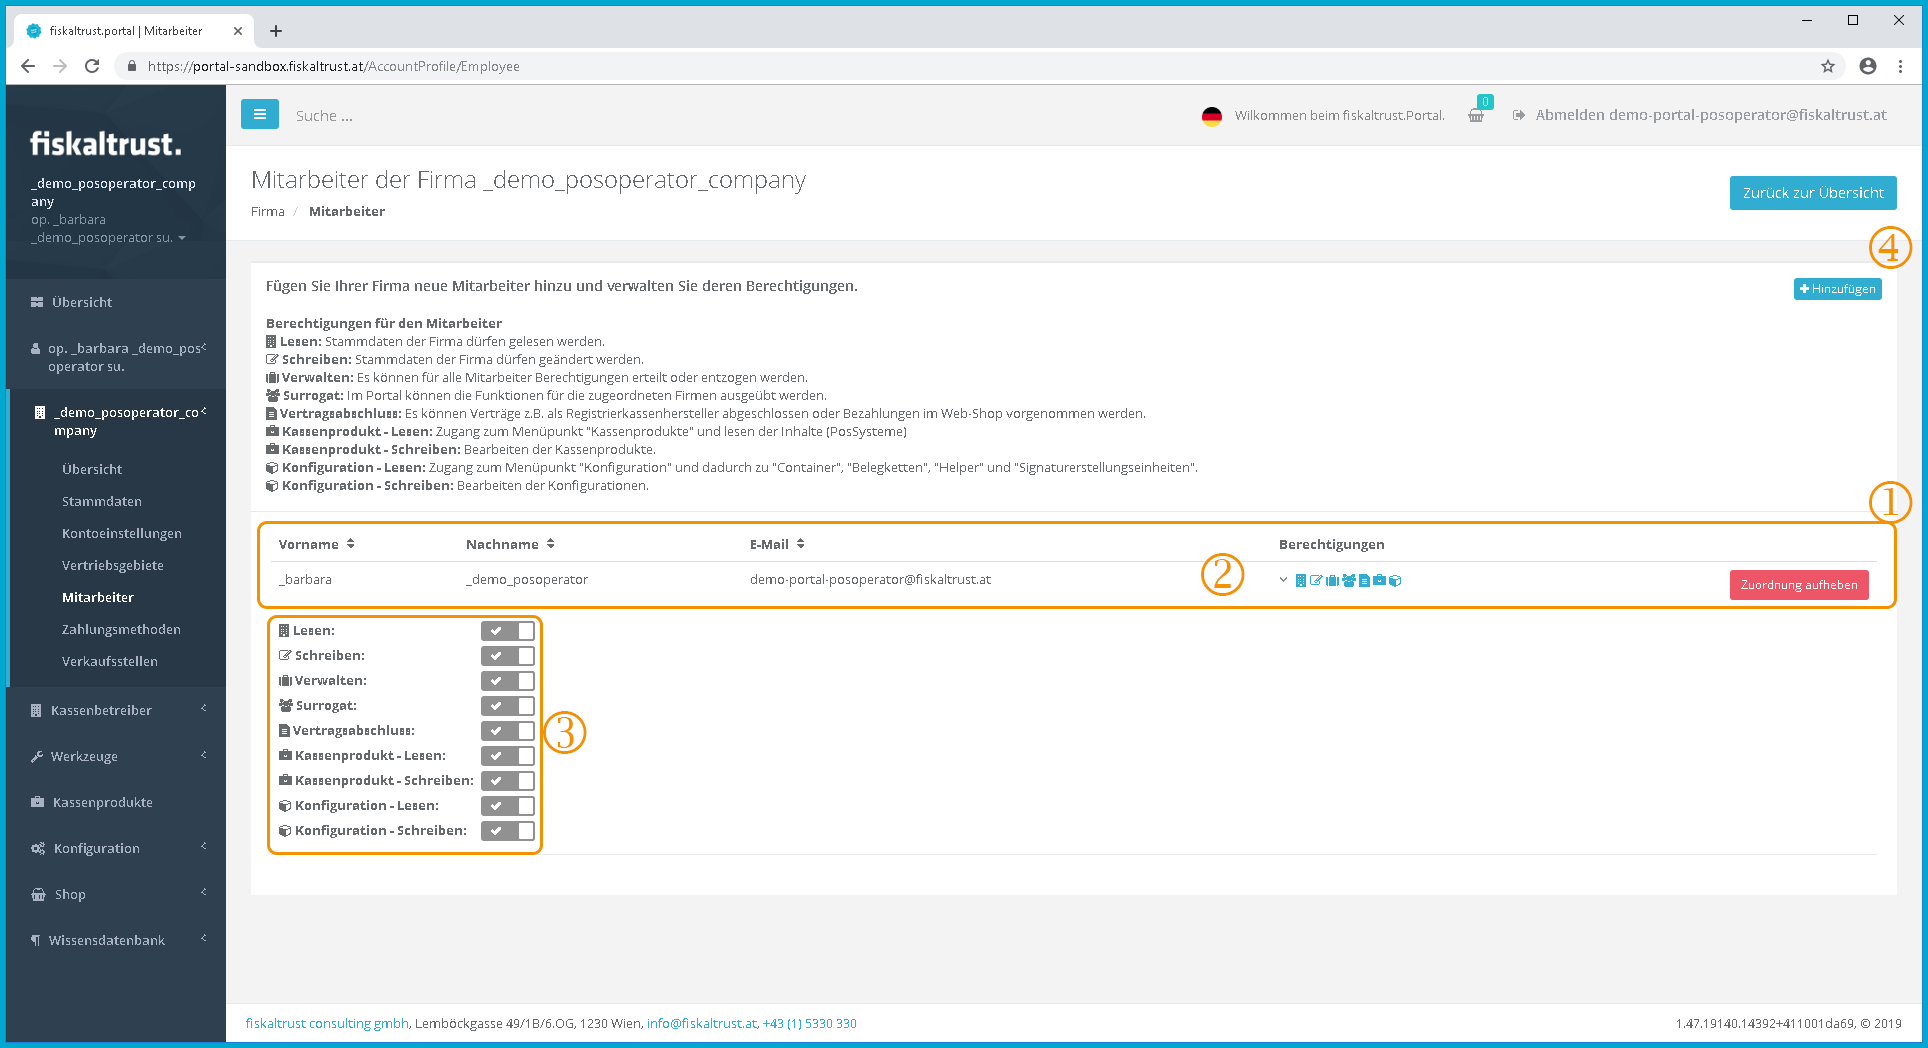 fiskaltrust.portal | Mitarbeiter
https://portal-sandbox.fiskaltrust.at/AccountProfile/Employee
fiskaltrust.
_demo_posoperator_comp
any
op. _barbara
_demo_posoperator su.
Übersicht
op. _barbara _demo_pos
operator su.
_demo_posoperator_co
mpany
Übersicht
Stammdaten
Kontoeinstellungen
Vertriebsgebiete
Mitarbeiter
Zahlungsmethoden
Verkaufsstellen
Kassenbetreiber
Werkzeuge
Kassenprodukte
Konfiguration
Shop
Wissensdatenbank
Suche ...
Wilkommen beim fiskaltrust.Portal.
0
Abmelden demo-portal-posoperator@fiskaltrust.at
Mitarbeiter der Firma _demo_posoperator_company
Firma / Mitarbeiter
Zurück zur Übersicht
4
Fügen Sie Ihrer Firma neue Mitarbeiter hinzu und verwalten Sie deren Berechtigungen.
Hinzufügen
Berechtigungen für den Mitarbeiter
Lesen: Stammdaten der Firma dürfen gelesen werden.
Schreiben: Stammdaten der Firma dürfen geändert werden.
Verwalten: Es können für alle Mitarbeiter Berechtigungen erteilt oder entzogen werden.
Surrogat: Im Portal können die Funktionen für die zugeordneten Firmen ausgeübt werden.
Vertragsabschluss: Es können Verträge z.B. als Registrierkassenhersteller abgeschlossen oder Bezahlungen im Web-Shop vorgenommen werden.
Kassenprodukt - Lesen: Zugang zum Menüpunkt "Kassenprodukte" und lesen der Inhalte (PosSysteme)
Kassenprodukt - Schreiben: Bearbeiten der Kassenprodukte.
Konfiguration - Lesen: Zugang zum Menüpunkt "Konfiguration" und dadurch zu "Container", "Belegketten", "Helper" und "Signaturerstellungseinheiten".
Konfiguration - Schreiben: Bearbeiten der Konfigurationen.
1
Vorname Nachname E-Mail Berechtigungen
_barbara _demo_posoperator demo-portal-posoperator@fiskaltrust.at 2 Zuordnung aufheben
Lesen:
Schreiben:
Verwalten:
Surrogat:
Vertragsabschluss:
3
Kassenprodukt - Lesen:
Kassenprodukt - Schreiben:
Konfiguration - Lesen:
Konfiguration - Schreiben:
fiskaltrust consulting gmbh, Lemböckgasse 49/1B/6.OG, 1230 Wien, info@fiskaltrust.at, +43 (1) 5330 330
1.47.19140.14392+411001da69, © 2019